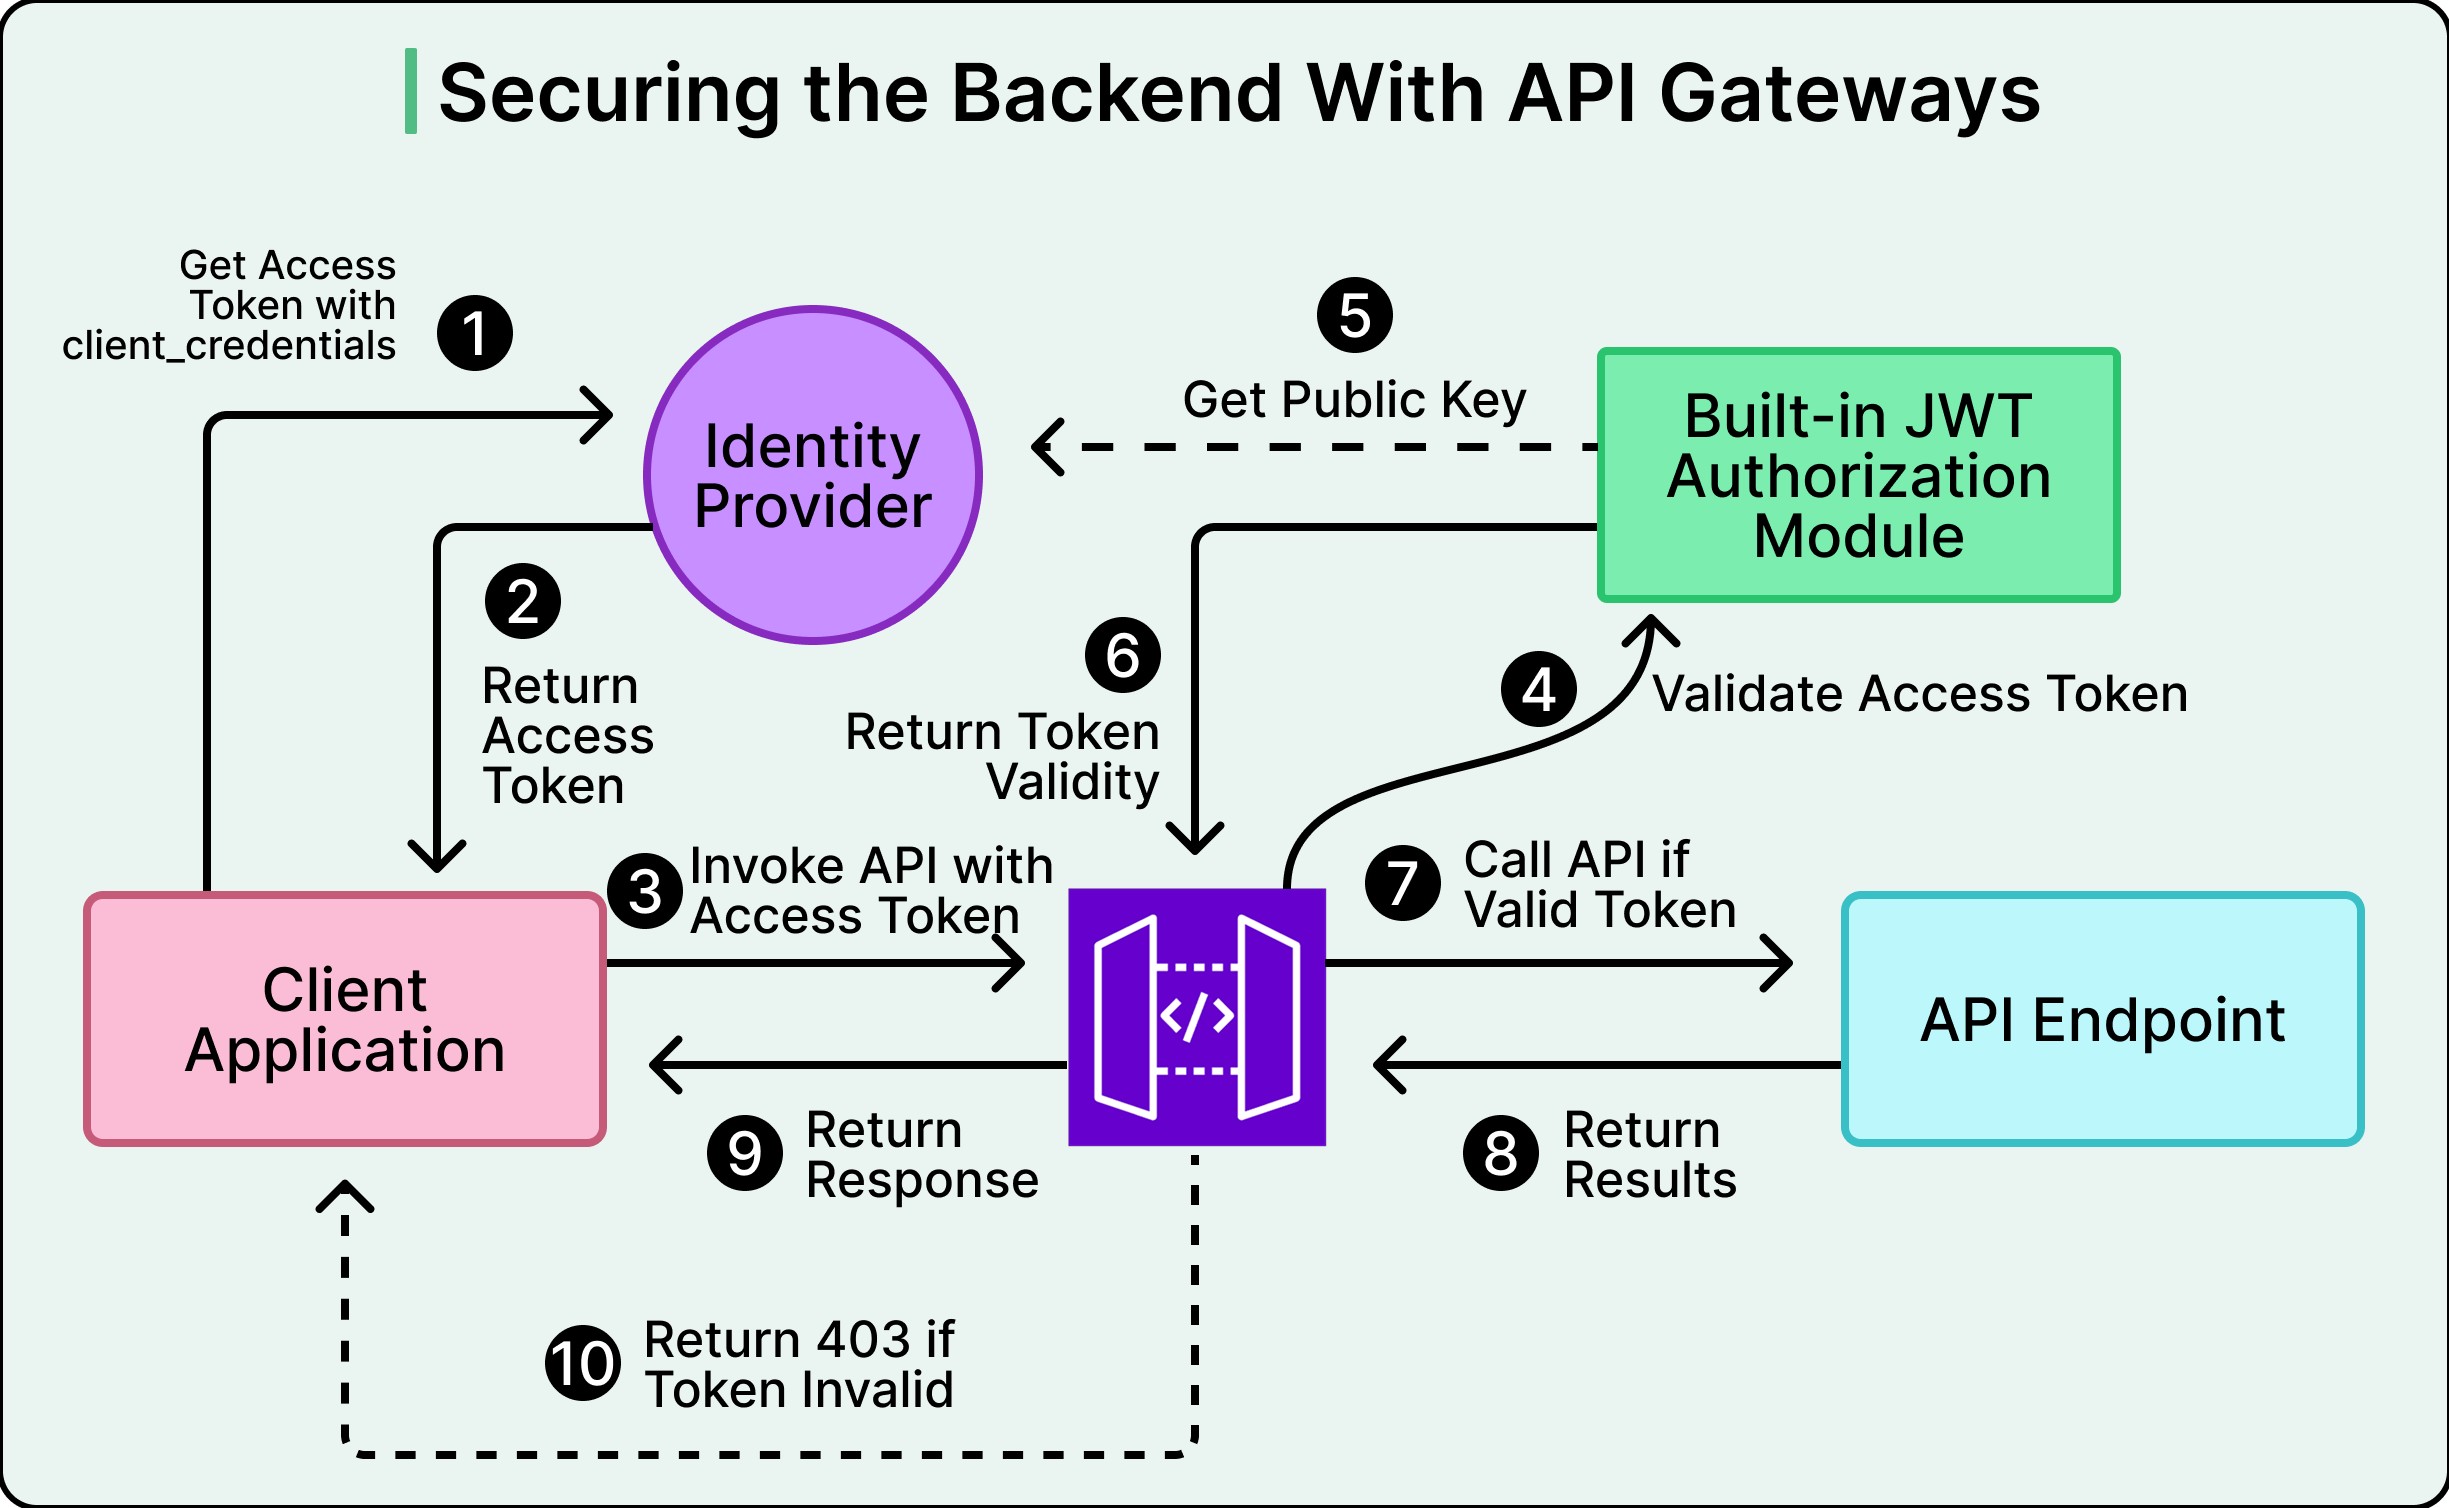 Securing the Backend With API Gateways
Get Access
Token with
client_credentials
1
Identity
Provider
5
Get Public Key
Built-in JWT
Authorization
Module
2
Return
Access
Token
6
Return Token
Validity
4
Validate Access Token
3
Invoke API with
Access Token
7
Call API if
Valid Token
Client
Application
</>
API Endpoint
9
Return
Response
8
Return
Results
10
Return 403 if
Token Invalid